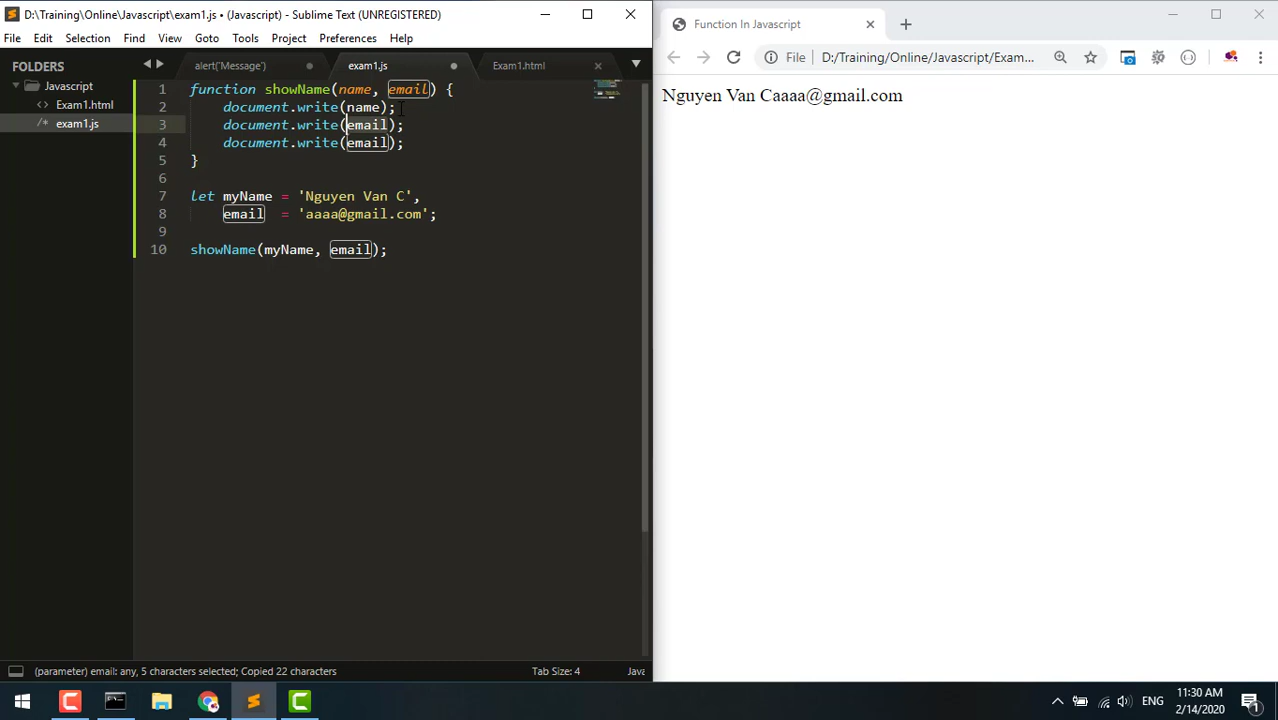 D:\Training\Online\Javascript\exam1.js • (Javascript) - Sublime Text (UNREGISTERED)
File Edit Selection Find View Goto Tools Project Preferences Help
FOLDERS
Javascript
<> Exam1.html
/* exam1.js
alert('Message')
exam1.js
Exam1.html
1 function showName(name, email) {
2 document.write(name);
3 document.write(email);
4 document.write(email);
5 }
6
7 let myName = 'Nguyen Van C',
8 email = 'aaaa@gmail.com';
9
10 showName(myName, email);
(parameter) email: any, 5 characters selected; Copied 22 characters
Tab Size: 4
Java
Function In Javascript
File
D:/Training/Online/Javascript/Exam...
Nguyen Van Caaaa@gmail.com
ENG
11:30 AM
2/14/2020
1